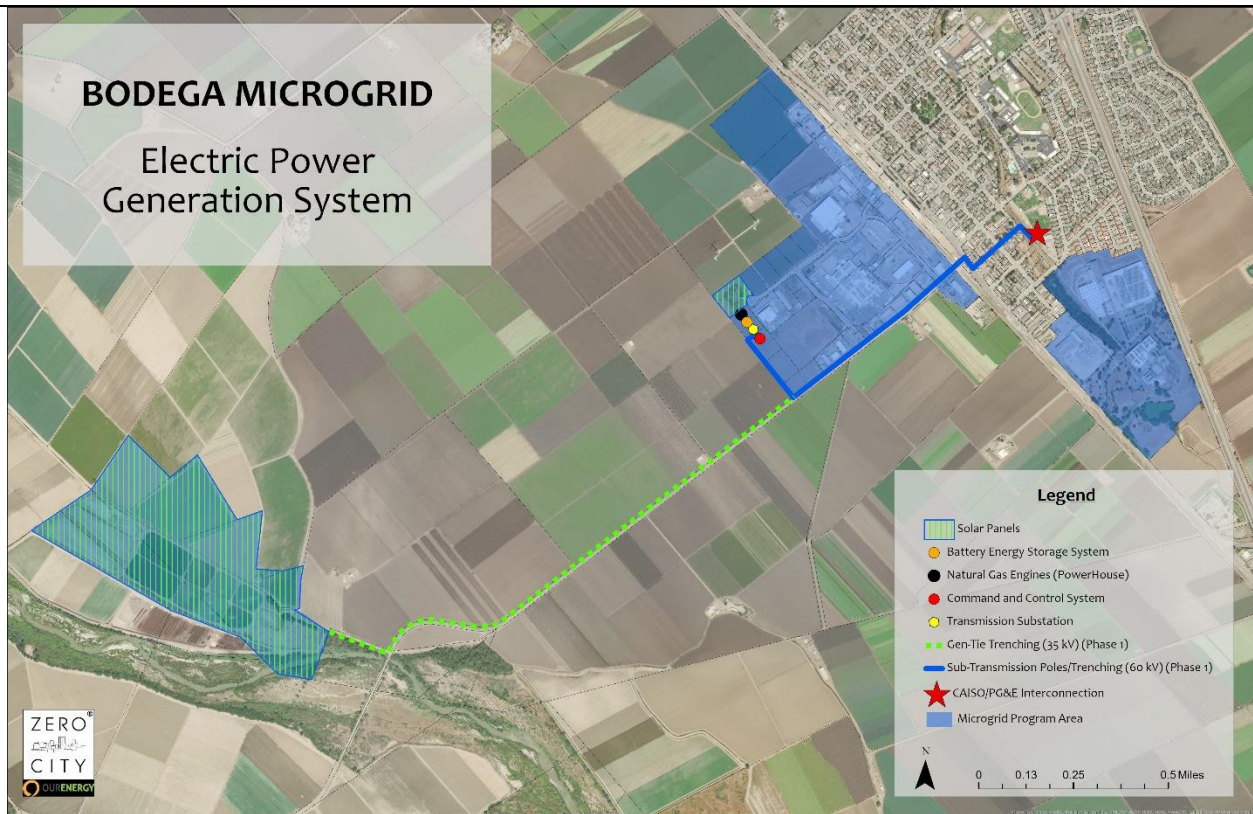 BODEGA MICROGRID
Electric Power
Generation System
Legend
Solar Panels
Battery Energy Storage System
Natural Gas Engines (PowerHouse)
Command and Control System
Transmission Substation
Gen-Tie Trenching (35 kV) (Phase 1)
Sub-Transmission Poles/Trenching (60 kV) (Phase 1)
CAISO/PG&E Interconnection
Microgrid Program Area
N
0 0.13 0.25 0.5 Miles
ZERO®
CITY
OURENERGY